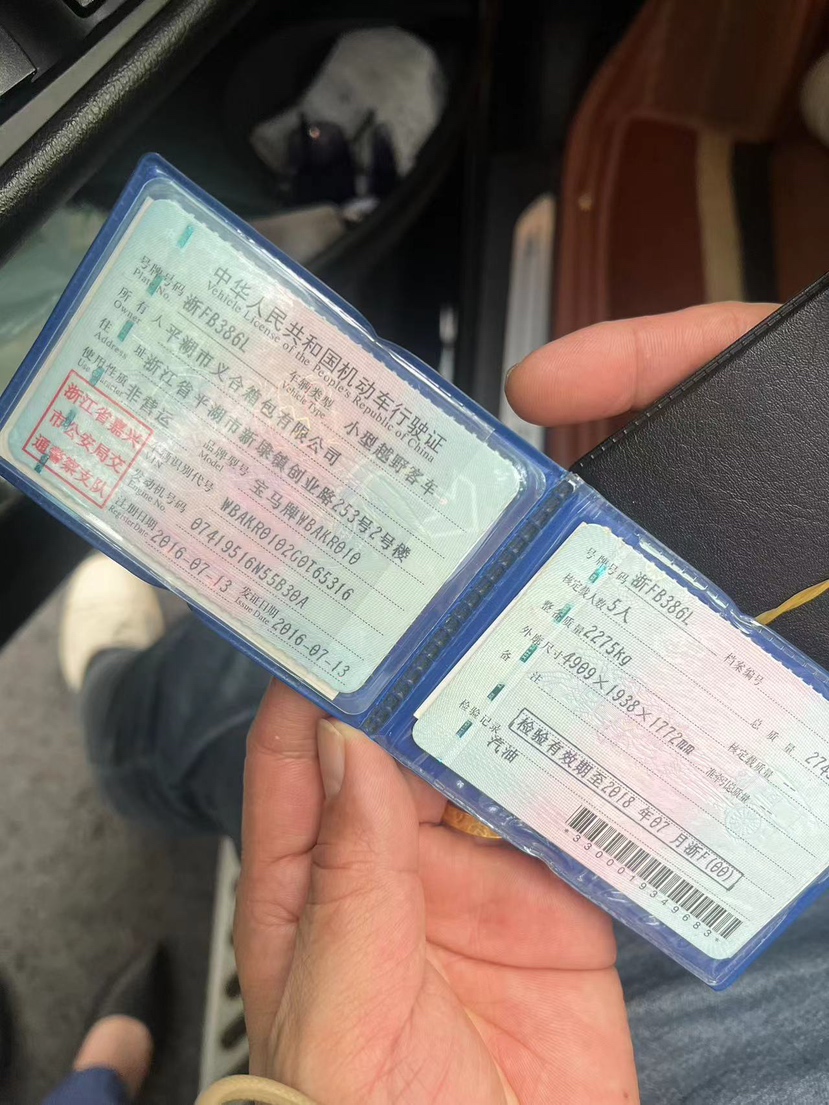 中华人民共和国机动车行驶证
Vehicle License of the People's Republic of China
号牌号码 浙FB386L 车辆类型 小型越野客车
Plate No. Vehicle Type
所有人 平湖市义合箱包有限公司
Owner
住址 浙江省平湖市新康镇创业路253号2号楼
Address
使用性质 非营运 品牌型号 宝马牌WBAKR010
Use Character Model
浙江省嘉兴
市公安局交
通警察支队
车辆识别代号 WBAKR0102G0T65316
VIN
发动机号码 07419516N55B30A
Engine No.
注册日期 2016-07-13 发证日期 2016-07-13
Register Date Issue Date
号牌号码 浙FB386L 档案编号
核定载人数 5人 总质量 274
整备质量 2275kg 核定载质量 --
外廓尺寸 4909×1938×1772mm 准牵引总质量 --
备注
检验有效期至2018年07月浙F(00)
检验记录
汽油
*3300019349683*